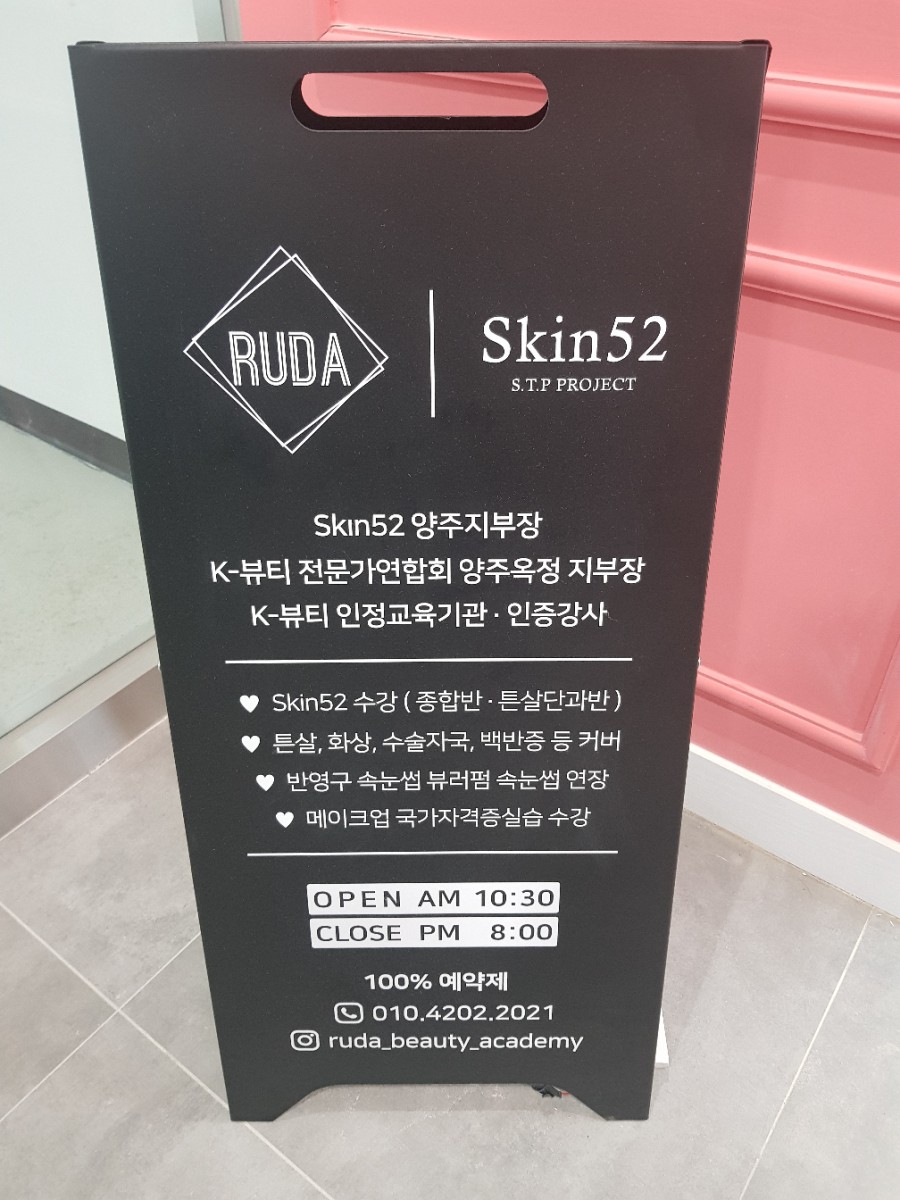 RUDA
Skin52
S.T.P PROJECT
Skin52 양주지부장
K-뷰티 전문가연합회 양주옥정 지부장
K-뷰티 인정교육기관 · 인증강사
♥ Skin52 수강 ( 종합반 · 튼살단과반 )
♥ 튼살, 화상, 수술자국, 백반증 등 커버
♥ 반영구 속눈썹 뷰러펌 속눈썹 연장
♥ 메이크업 국가자격증실습 수강
OPEN AM 10:30
CLOSE PM 8:00
100% 예약제
010.4202.2021
ruda_beauty_academy